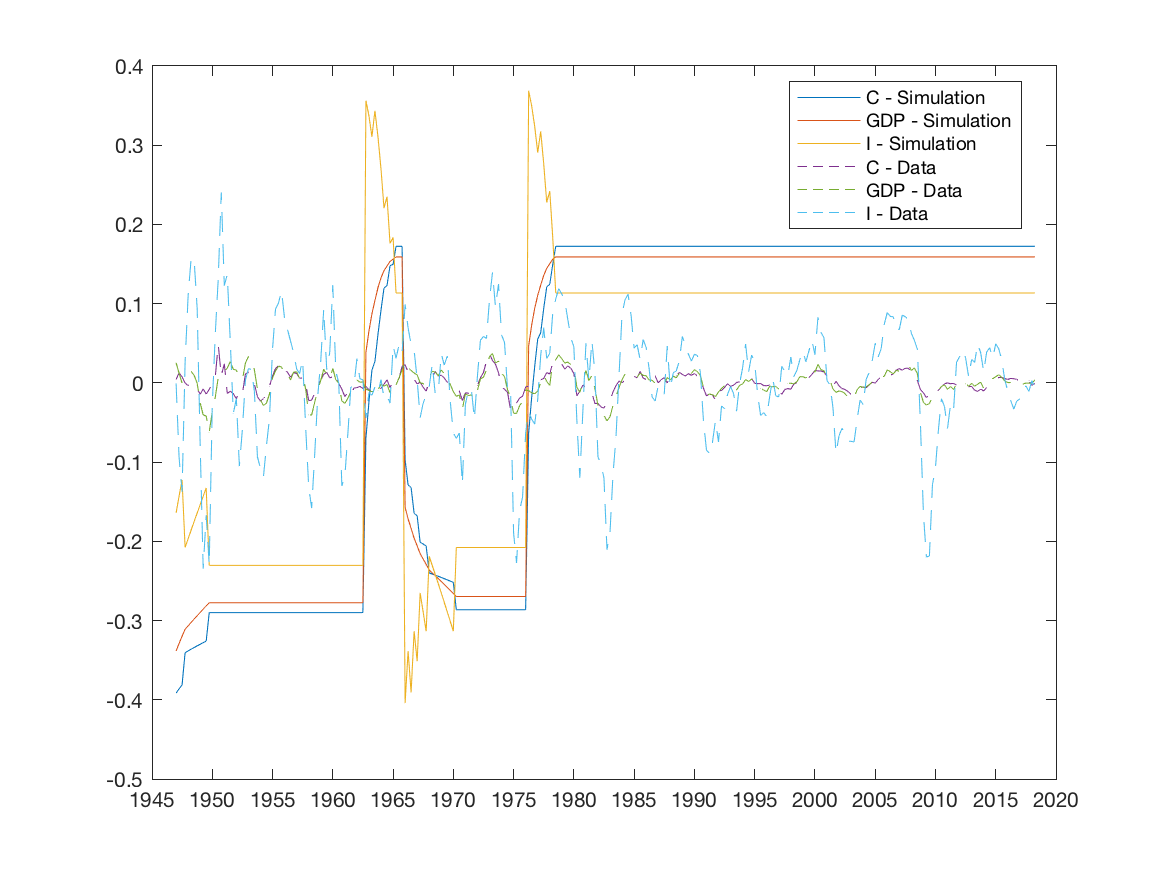 0.4
0.3
0.2
0.1
0
-0.1
-0.2
-0.3
-0.4
-0.5
1945 1950 1955 1960 1965 1970 1975 1980 1985 1990 1995 2000 2005 2010 2015 2020
C - Simulation
GDP - Simulation
I - Simulation
C - Data
GDP - Data
I - Data